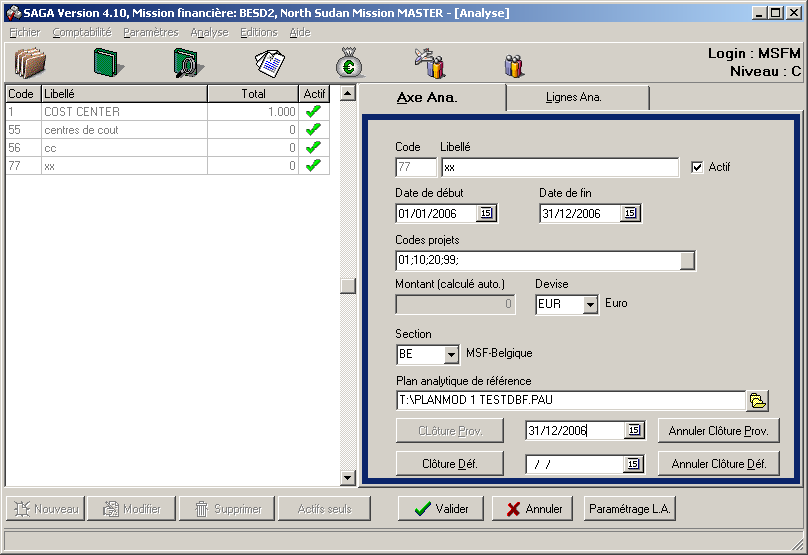 SAGA Version 4.10, Mission financière: BESD2, North Sudan Mission MASTER - [Analyse]
Fichier Comptabilité Paramètres Analyse Editions Aide
Login : MSFM
Niveau : C
Code Libellé Total Actif
1 COST CENTER 1.000
55 centres de cout 0
56 cc 0
77 xx 0
Axe Ana. Lignes Ana.
Code Libellé
77 xx Actif
Date de début Date de fin
01/01/2006 15 31/12/2006 15
Codes projets
01;10;20;99;
Montant (calculé auto.) Devise
0 EUR Euro
Section
BE MSF-Belgique
Plan analytique de référence
T:\PLANMOD 1 TESTDBF.PAU
CLôture Prov. 31/12/2006 15 Annuler Clôture Prov.
Clôture Déf. / / 15 Annuler Clôture Déf.
Nouveau Modifier Supprimer Actifs seuls Valider Annuler Paramétrage L.A.